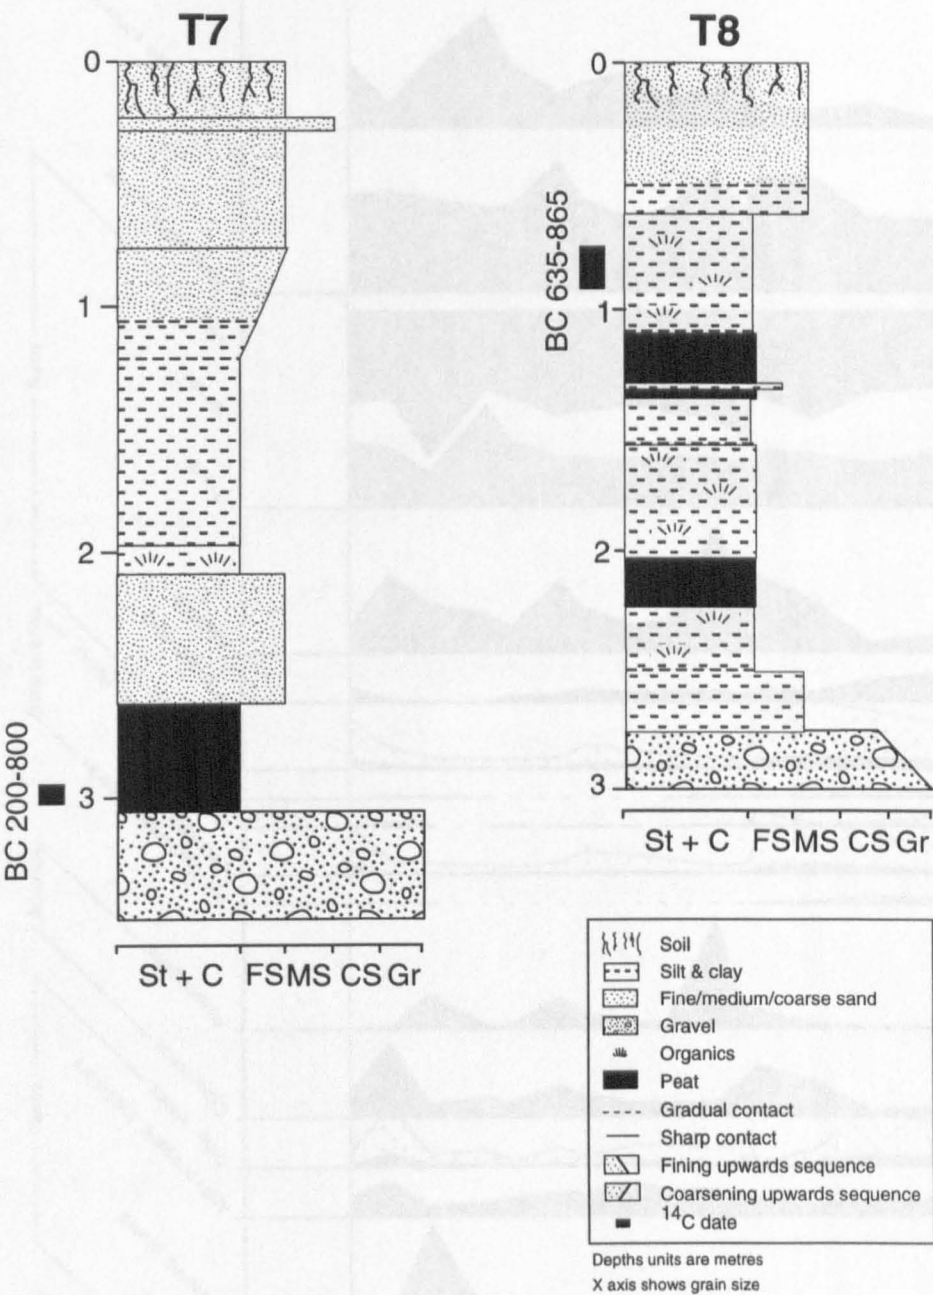 T7
0
1
2
3
BC 200-800
St + C FS MS CS Gr
T8
0
1
2
3
BC 635-865
St + C FS MS CS Gr
Soil
Silt & clay
Fine/medium/coarse sand
Gravel
Organics
Peat
Gradual contact
Sharp contact
Fining upwards sequence
Coarsening upwards sequence
14C date
Depths units are metres
X axis shows grain size